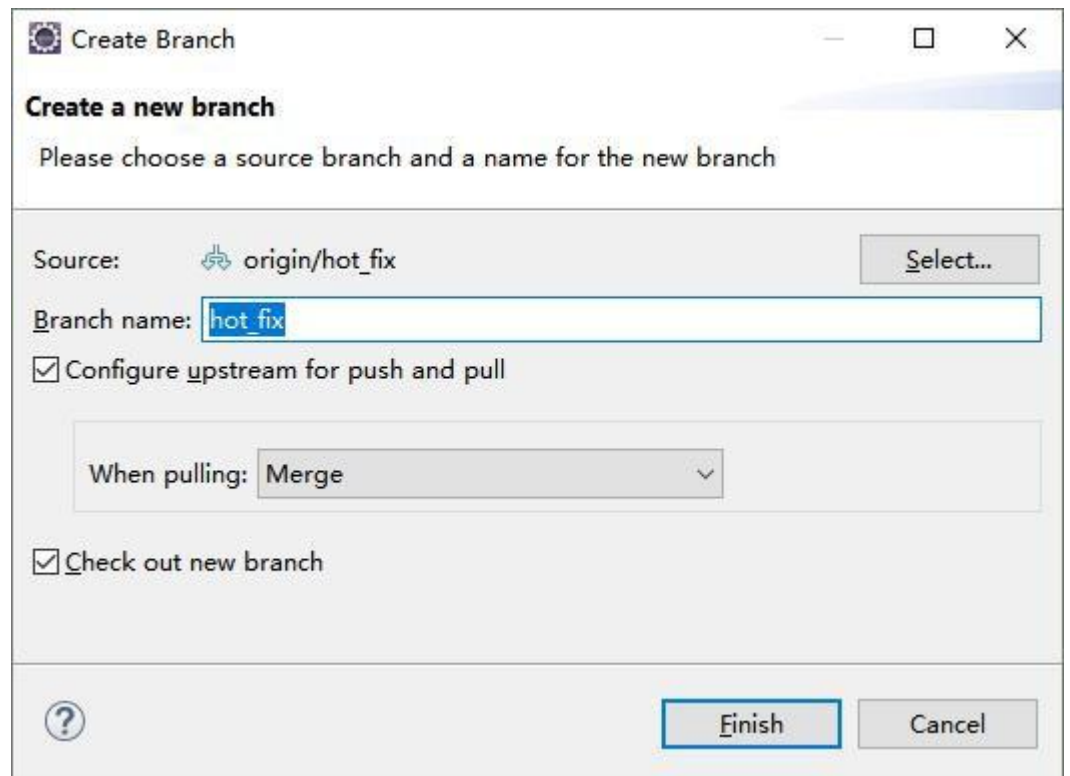 Create Branch
Create a new branch
Please choose a source branch and a name for the new branch
Source: origin/hot_fix Select...
Branch name: hot_fix
Configure upstream for push and pull
When pulling: Merge
Check out new branch
? Finish Cancel